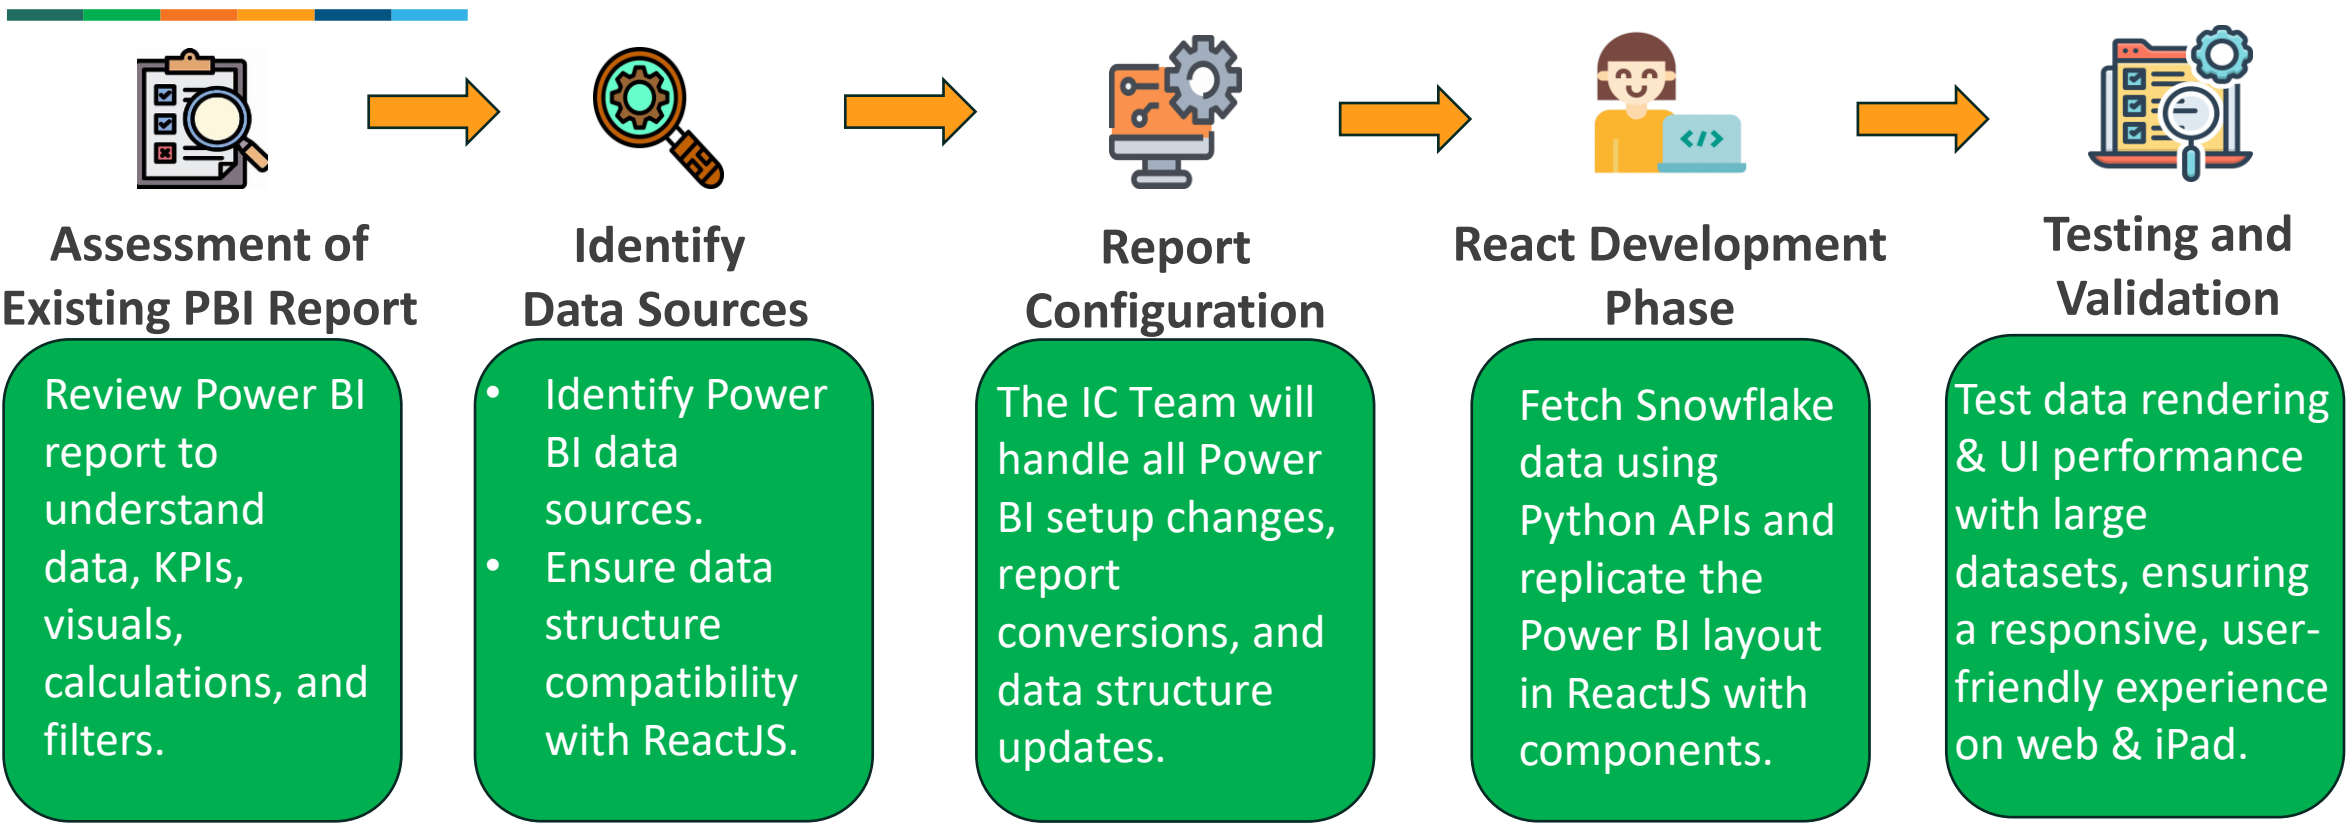 Assessment of
Existing PBI Report
Review Power BI
report to
understand
data, KPIs,
visuals,
calculations, and
filters.
Identify
Data Sources
• Identify Power
BI data
sources.
• Ensure data
structure
compatibility
with ReactJS.
Report
Configuration
The IC Team will
handle all Power
BI setup changes,
report
conversions, and
data structure
updates.
React Development
Phase
</>
Fetch Snowflake
data using
Python APIs and
replicate the
Power BI layout
in ReactJS with
components.
Testing and
Validation
Test data rendering
& UI performance
with large
datasets, ensuring
a responsive, user-
friendly experience
on web & iPad.